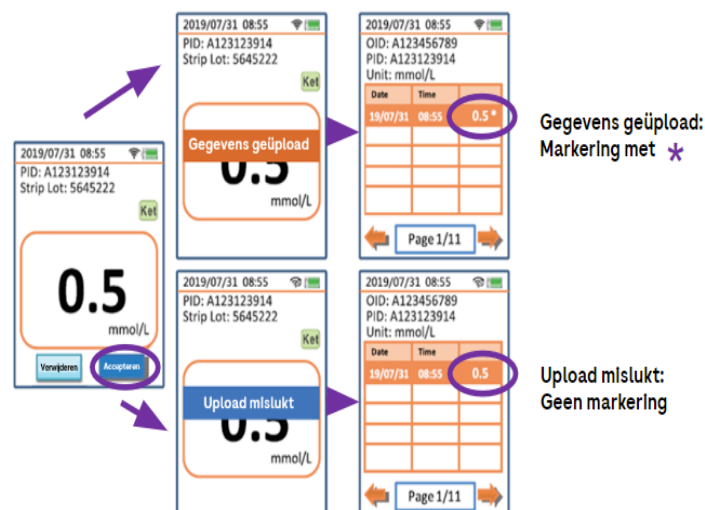 2019/07/31 08:55
PID: A123123914
Strip Lot: 5645222
Ket
0.5
mmol/L
Verwijderen
Accepteren
2019/07/31 08:55
PID: A123123914
Strip Lot: 5645222
Ket
Gegevens geüpload
0.5
mmol/L
2019/07/31 08:55
OID: A123456789
PID: A123123914
Unit: mmol/L
Date Time
19/07/31 08:55 0.5 *
Page 1/11
Gegevens geüpload:
Markering met *
2019/07/31 08:55
PID: A123123914
Strip Lot: 5645222
Ket
Upload mislukt
0.5
mmol/L
2019/07/31 08:55
OID: A123456789
PID: A123123914
Unit: mmol/L
Date Time
19/07/31 08:55 0.5
Page 1/11
Upload mislukt:
Geen markering